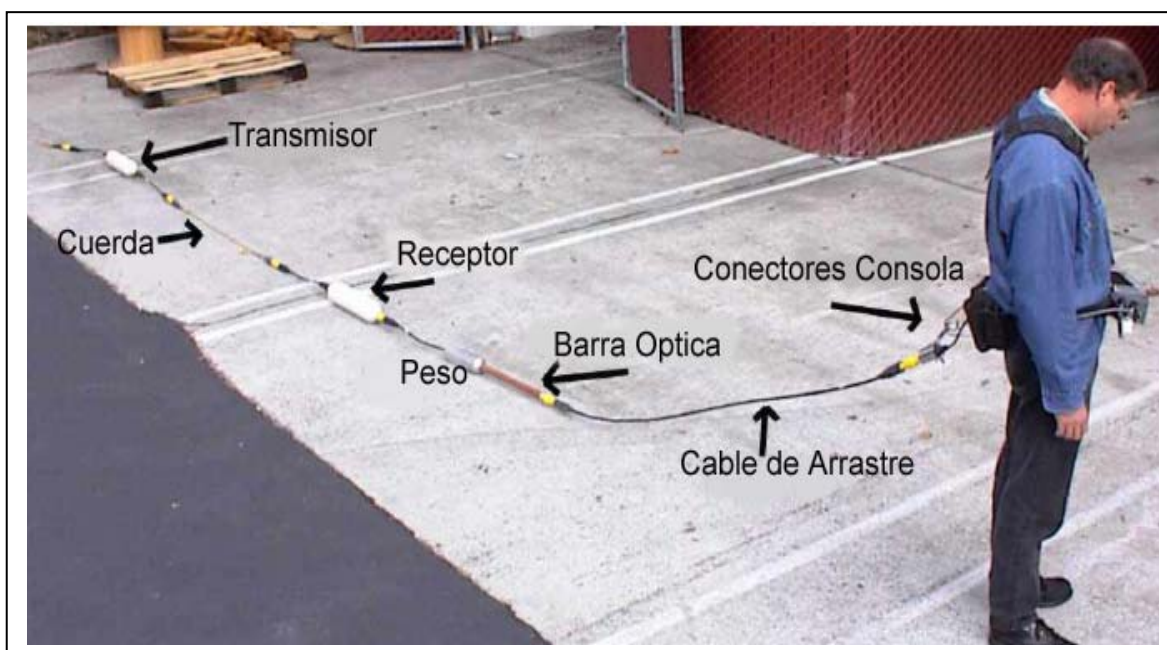 Transmisor
Cuerda
Receptor
Conectores Consola
Peso
Barra Optica
Cable de Arrastre